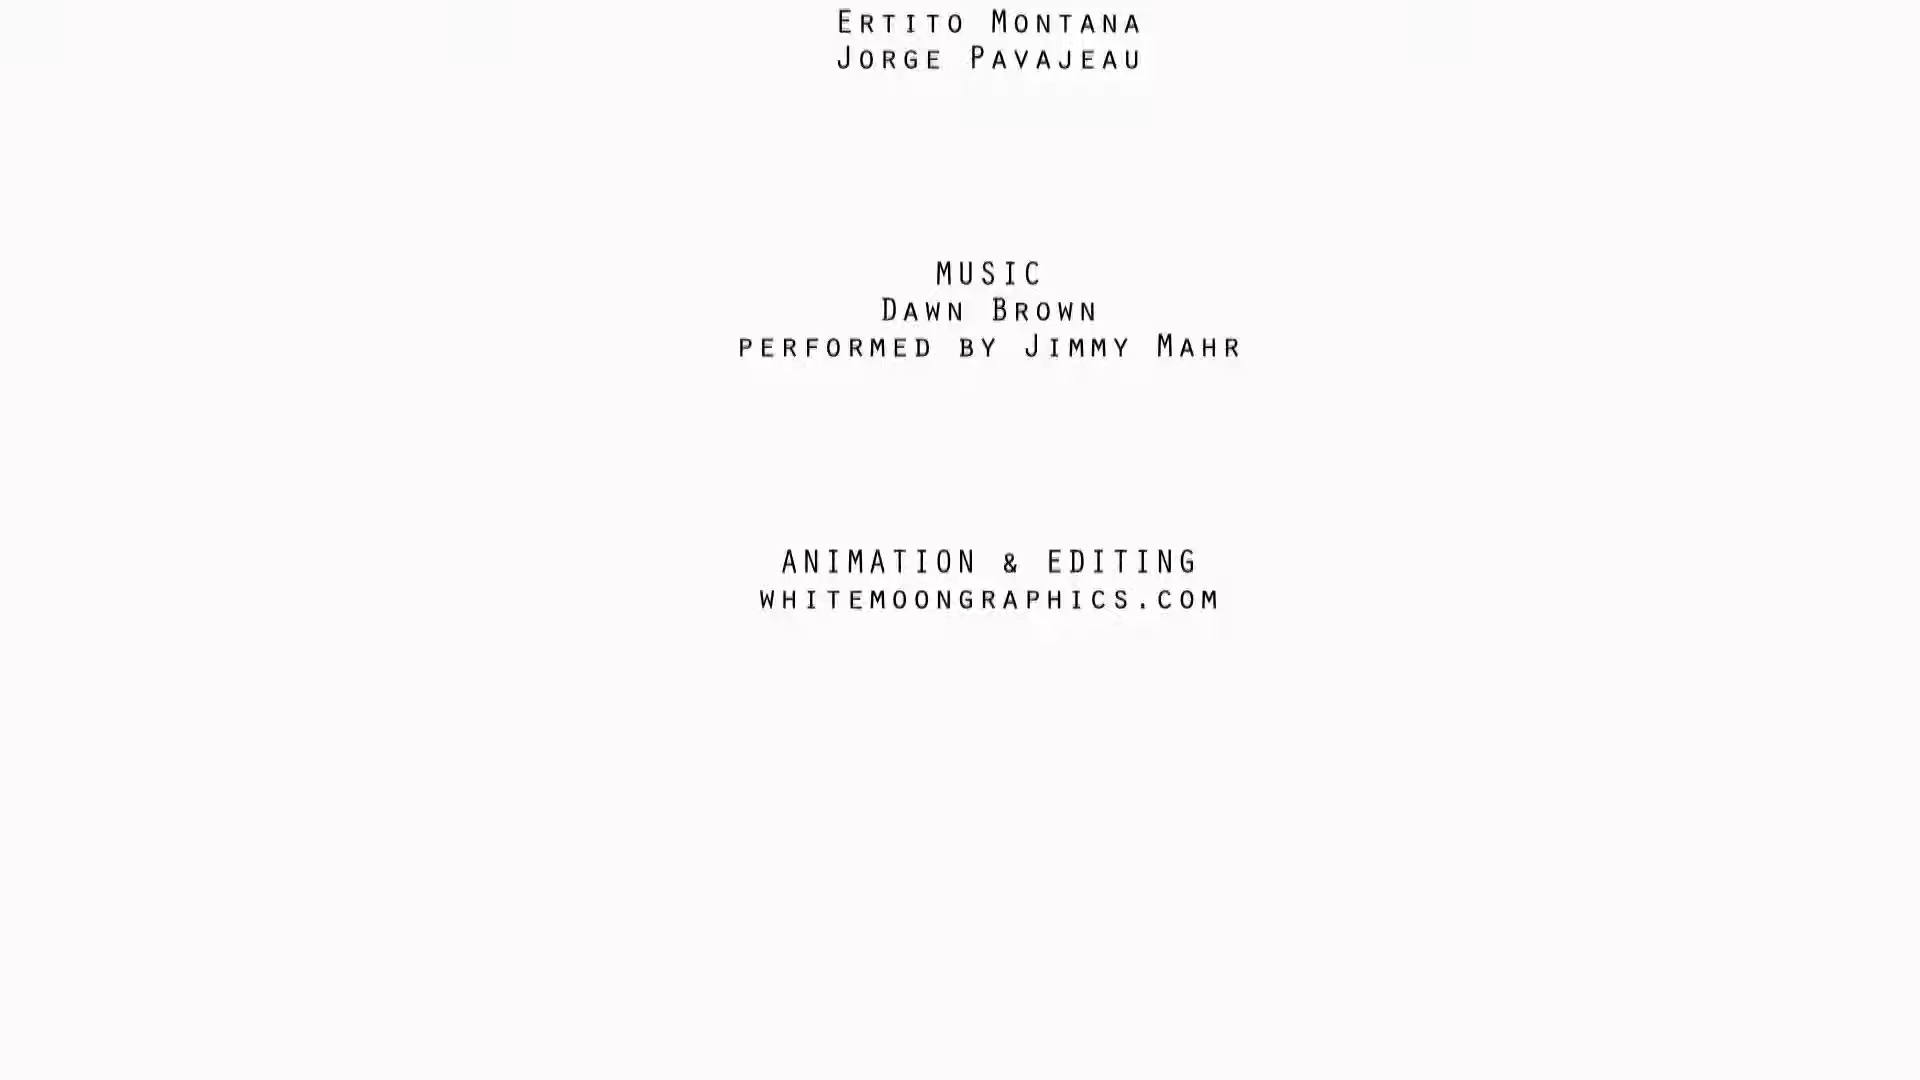 Ertito Montana
Jorge Pavajeau
MUSIC
Dawn Brown
performed by Jimmy Mahr
ANIMATION & EDITING
whitemoongraphics.com